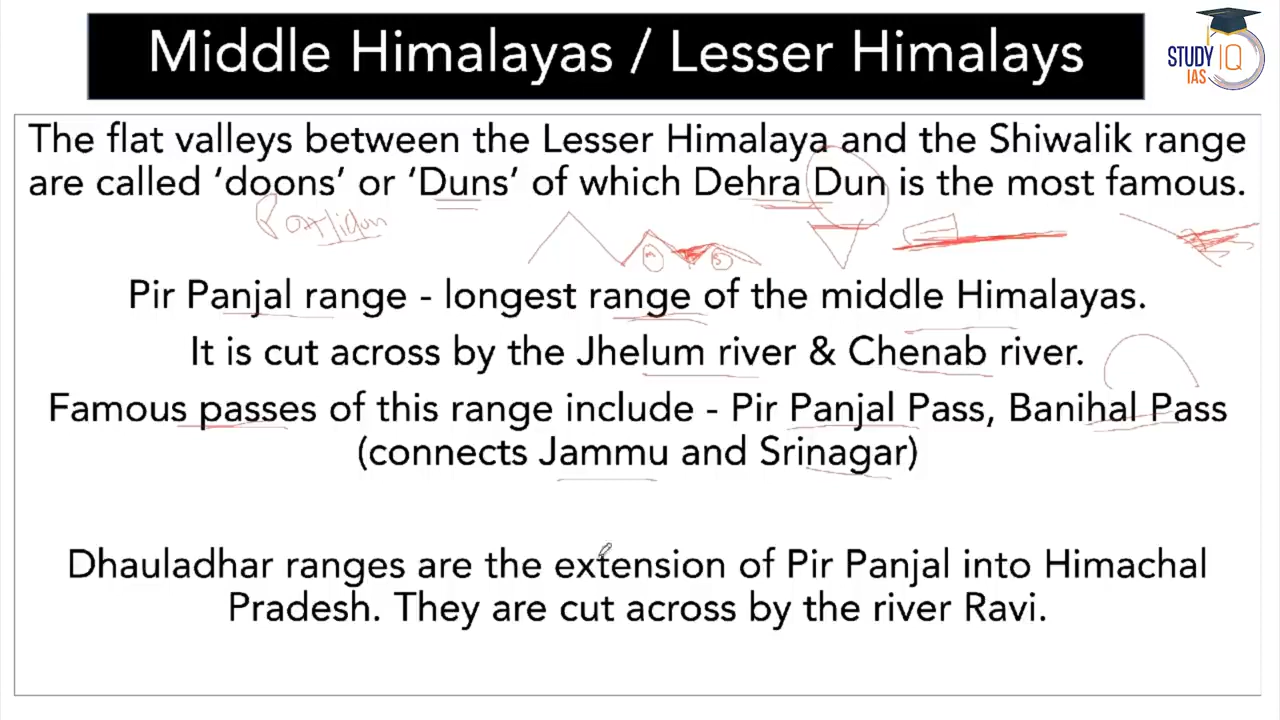 Middle Himalayas / Lesser Himalays
STUDY IQ
IAS
The flat valleys between the Lesser Himalaya and the Shiwalik range
are called ‘doons’ or ‘Duns’ of which Dehra Dun is the most famous.
Pir Panjal range - longest range of the middle Himalayas.
It is cut across by the Jhelum river & Chenab river.
Famous passes of this range include - Pir Panjal Pass, Banihal Pass
(connects Jammu and Srinagar)
Dhauladhar ranges are the extension of Pir Panjal into Himachal
Pradesh. They are cut across by the river Ravi.